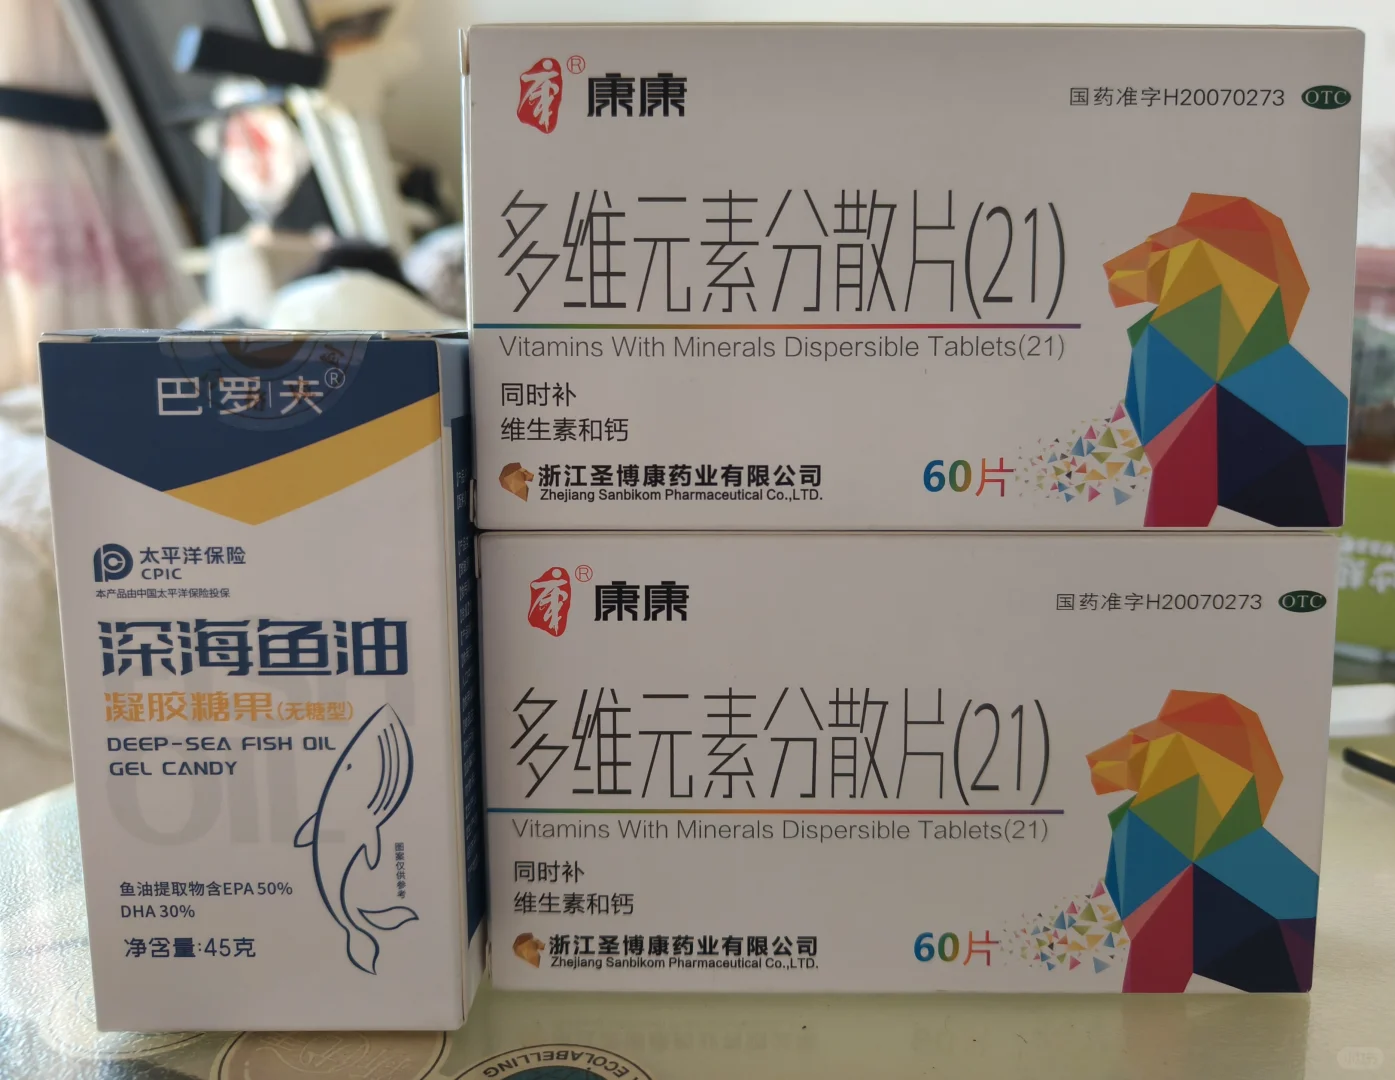 康康®
国药准字H20070273 OTC
多维元素分散片(21)
Vitamins With Minerals Dispersible Tablets(21)
同时补
维生素和钙
浙江圣博康药业有限公司
Zhejiang Sanbikom Pharmaceutical Co.,LTD.
60片
巴罗夫®
太平洋保险
CPIC
本产品由中国太平洋保险投保
深海鱼油
凝胶糖果(无糖型)
DEEP-SEA FISH OIL
GEL CANDY
OIL
图案仅供参考
鱼油提取物含EPA 50%
DHA 30%
净含量:45克
康康®
国药准字H20070273 OTC
多维元素分散片(21)
Vitamins With Minerals Dispersible Tablets(21)
同时补
维生素和钙
浙江圣博康药业有限公司
Zhejiang Sanbikom Pharmaceutical Co.,LTD.
60片
ECOLABELLING